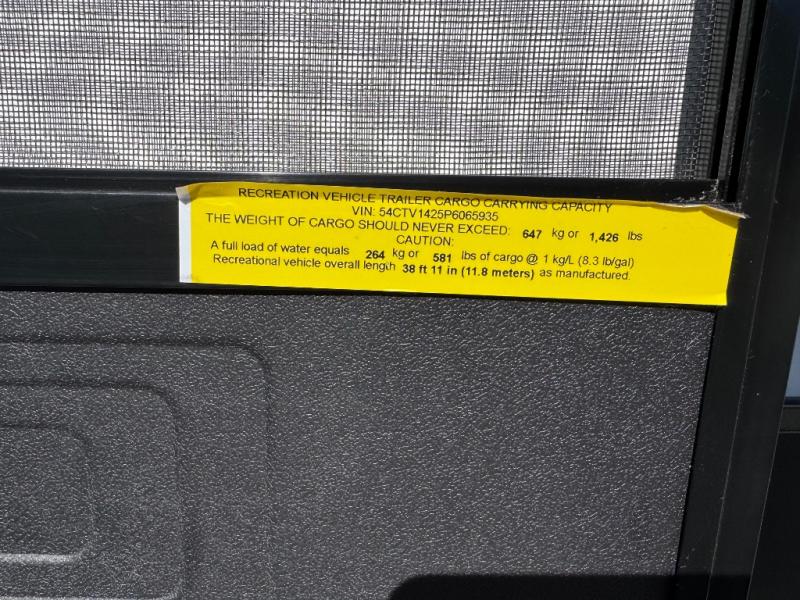 RECREATION VEHICLE TRAILER CARGO CARRYING CAPACITY
VIN: 54CTV1425P6065935
THE WEIGHT OF CARGO SHOULD NEVER EXCEED: 647 kg or 1,426 lbs
CAUTION:
A full load of water equals 264 kg or 581 lbs of cargo @ 1 kg/L (8.3 lb/gal)
Recreational vehicle overall length 38 ft 11 in (11.8 meters) as manufactured.